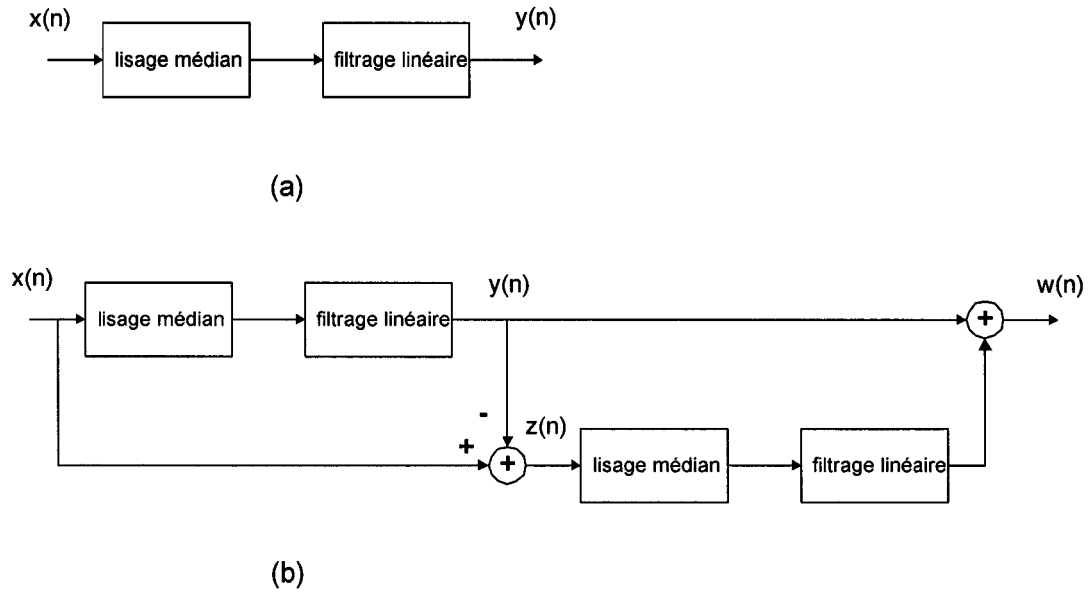 x(n) y(n)
lisage médian filtrage linéaire
(a)
x(n) y(n) w(n)
lisage médian filtrage linéaire +
-
+ z(n)
+ lisage médian filtrage linéaire
(b)